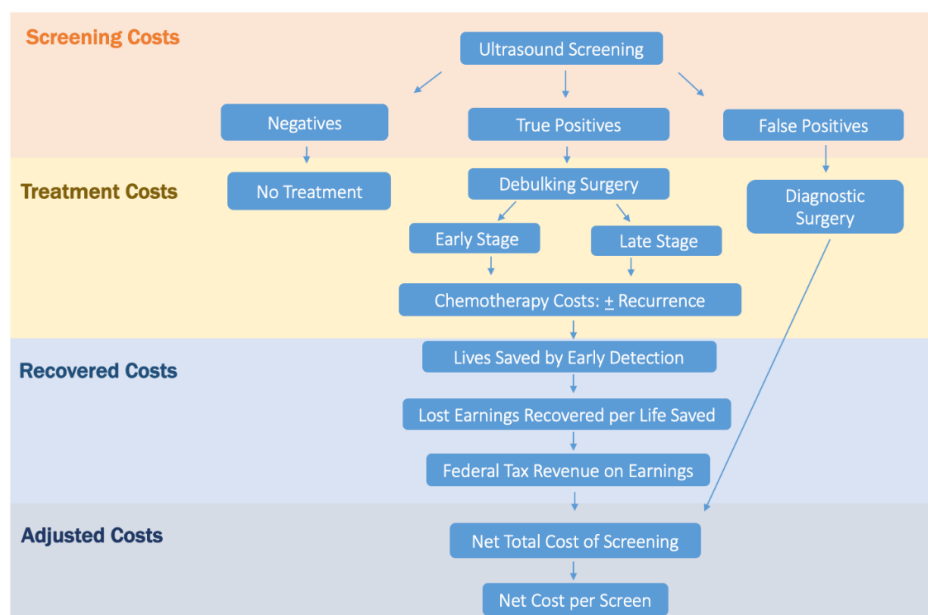 Screening Costs
Ultrasound Screening
Negatives
True Positives
False Positives
Treatment Costs
No Treatment
Debulking Surgery
Diagnostic
Surgery
Early Stage
Late Stage
Chemotherapy Costs: ± Recurrence
Recovered Costs
Lives Saved by Early Detection
Lost Earnings Recovered per Life Saved
Federal Tax Revenue on Earnings
Adjusted Costs
Net Total Cost of Screening
Net Cost per Screen